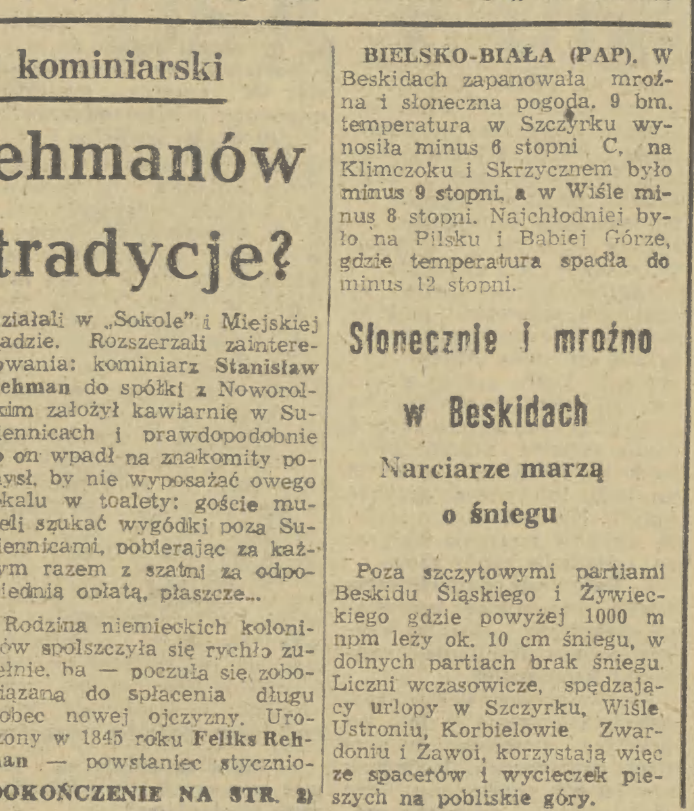 kominiarski
ehmanów
tradycje?
ziałali w „Sokole” i Miejskiej
adzie. Rozszerzali zaintere-
owania: kominiarz Stanisław
ehman do spółki z Noworol-
kim założył kawiarnię w Su-
iennicach i prawdopodobnie
o on wpadł na znakomity po-
ysł, by nie wyposażać owego
okalu w toalety: goście mu-
eli szukać wygódki poza Su-
iennicami, pobierając za każ-
ym razem z szatni za odpo-
iednią opłatą, płaszcze...
Rodzina niemieckich koloni-
ów spolszczyła się rychło zu-
ełnie, ba — poczuła się zobo-
iązana do spłacenia długu
obec nowej ojczyzny. Uro-
zony w 1845 roku Feliks Reh-
an — powstaniec stycznio-
DOKOŃCZENIE NA STR. 2)
BIELSKO-BIAŁA (PAP). W
Beskidach zapanowała mroź-
na i słoneczna pogoda. 9 bm.
temperatura w Szczyrku wy-
nosiła minus 6 stopni C, na
Klimczoku i Skrzycznem było
minus 9 stopni, a w Wiśle mi-
nus 8 stopni. Najchłodniej by-
ło na Pilsku i Babiej Górze,
gdzie temperatura spadła do
minus 12 stopni.
Słonecznie i mroźno
w Beskidach
Narciarze marzą
o śniegu
Poza szczytowymi partiami
Beskidu Śląskiego i Żywiec-
kiego gdzie powyżej 1000 m
npm leży ok. 10 cm śniegu, w
dolnych partiach brak śniegu.
Liczni wczasowicze, spędzają-
cy urlopy w Szczyrku, Wiśle,
Ustroniu, Korbielowie Zwar-
doniu i Zawoi, korzystają więc
ze spacerów i wycieczek pie-
szych na pobliskie góry.